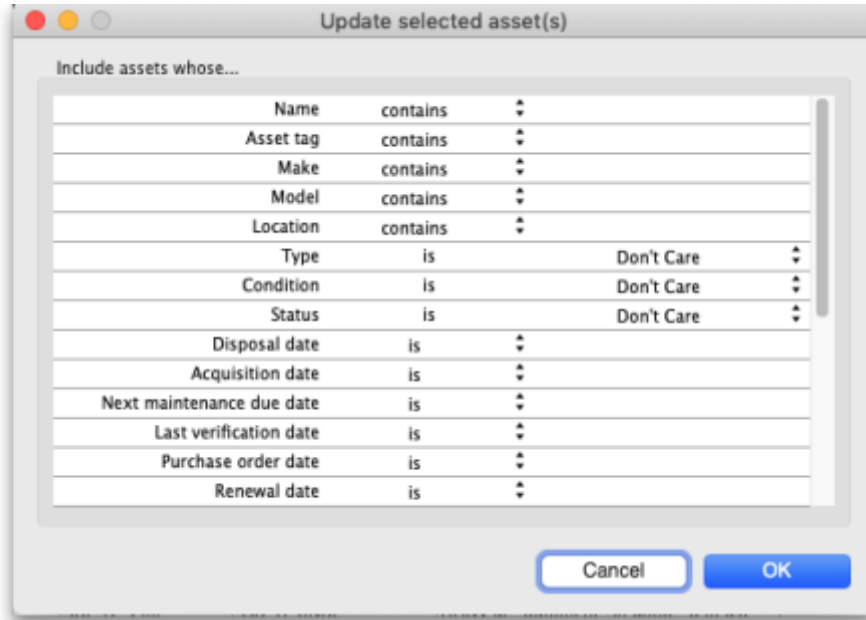 Update selected asset(s)
Include assets whose...
Name contains
Asset tag contains
Make contains
Model contains
Location contains
Type is Don't Care
Condition is Don't Care
Status is Don't Care
Disposal date is
Acquisition date is
Next maintenance due date is
Last verification date is
Purchase order date is
Renewal date is
Cancel OK